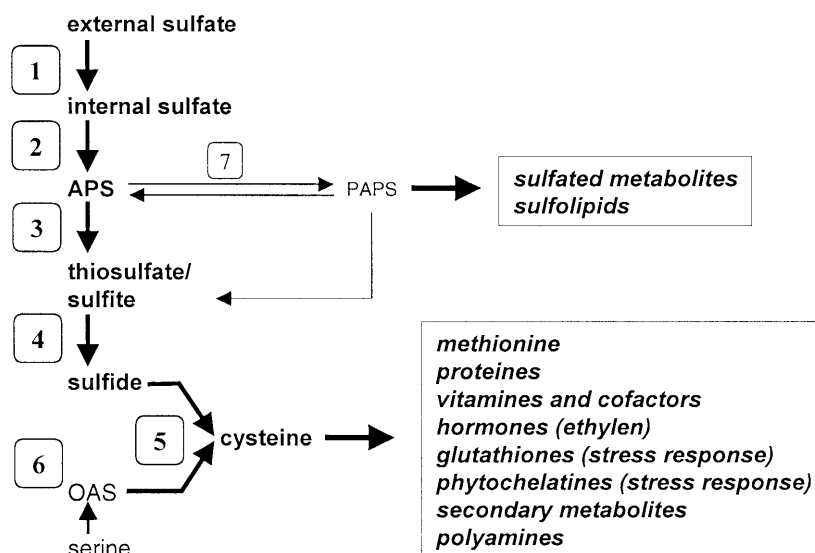 external sulfate
1
internal sulfate
2
7
APS
PAPS
sulfated metabolites
sulfolipids
3
thiosulfate/
sulfite
4
sulfide
5
cysteine
6
OAS
serine
methionine
proteines
vitamines and cofactors
hormones (ethylen)
glutathiones (stress response)
phytochelatines (stress response)
secondary metabolites
polyamines